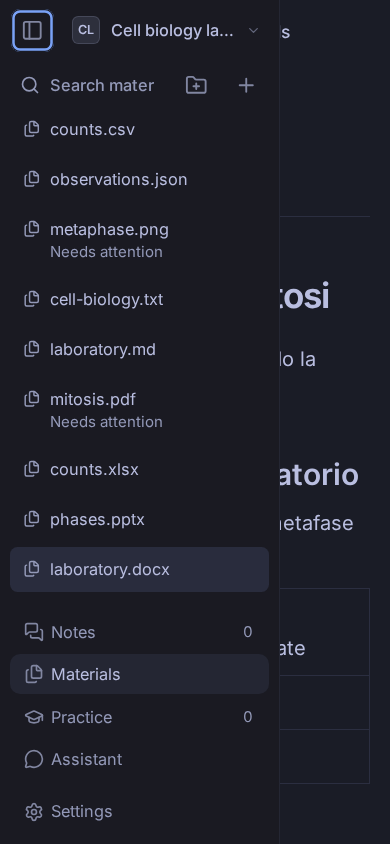 CL Cell biology la...
Search mater
counts.csv
observations.json
metaphase.png
Needs attention
cell-biology.txt
laboratory.md
mitosis.pdf
Needs attention
counts.xlsx
phases.pptx
laboratory.docx
Notes 0
Materials
Practice 0
Assistant
Settings
tosi
lo la
atorio
etafase
ate